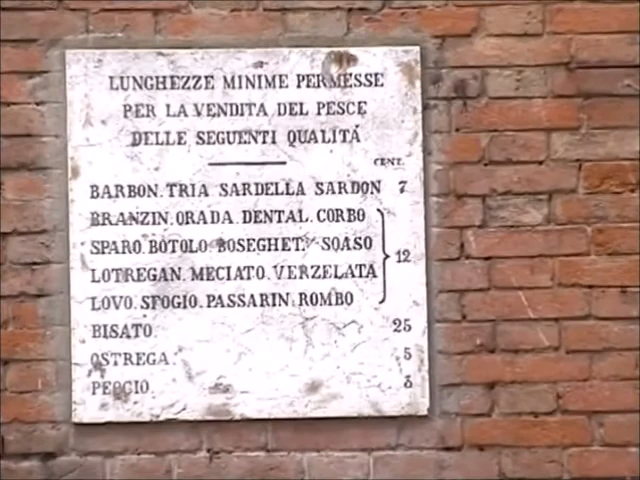 LUNGHEZZE MINIME PERMESSE
PER LA VENDITA DEL PESCE
DELLE SEGUENTI QUALITÁ
CENT.
BARBON.TRIA SARDELLA SARDON 7
BRANZIN.ORADA.DENTAL.CORBO
SPARO.BOTOLO BOSEGHET.SOASO
12
LOTREGAN.MECIATO.VERZELATA
LOVO.SFOGIO.PASSARIN.ROMBO
BISATO 25
OSTREGA. 5
PEOCIO. 3